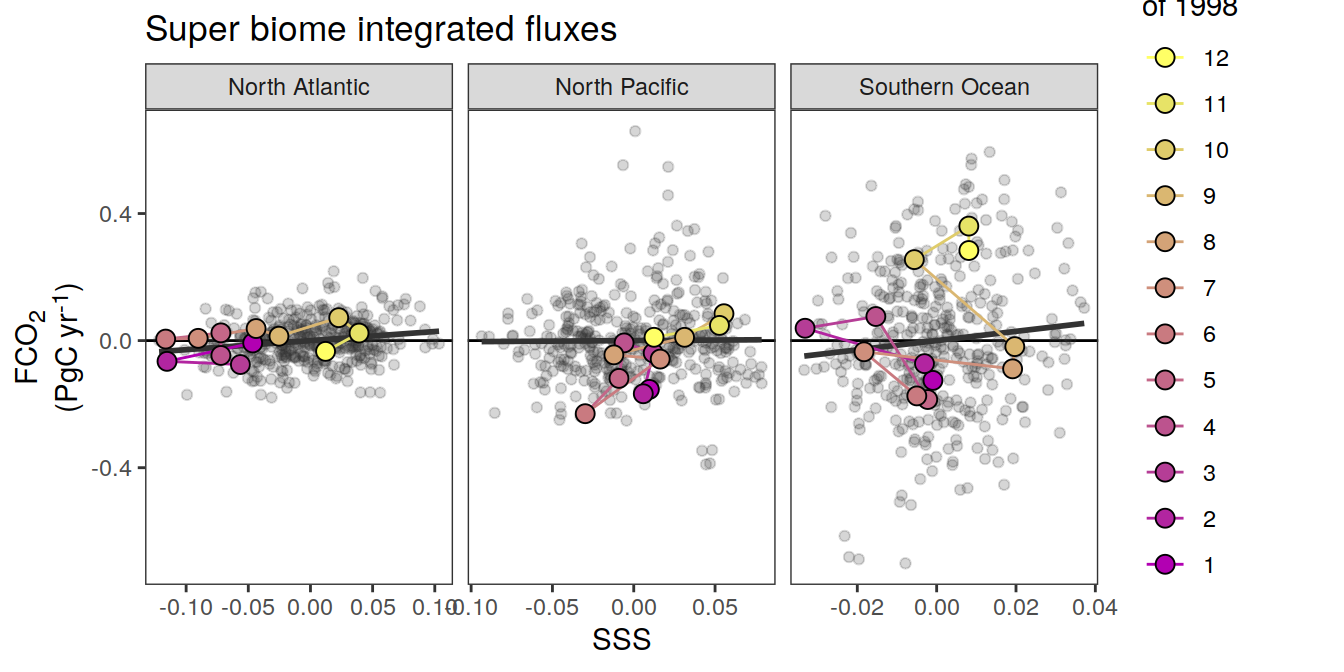 of 1998
Super biome integrated fluxes
North Atlantic
North Pacific
Southern Ocean
12
11
10
9
8
7
6
5
4
3
2
1
FCO2
(PgC yr-1)
0.4
0.0
-0.4
-0.10 -0.05 0.00 0.05 0.10
-0.10 -0.05 0.00 0.05
-0.02 0.00 0.02 0.04
SSS